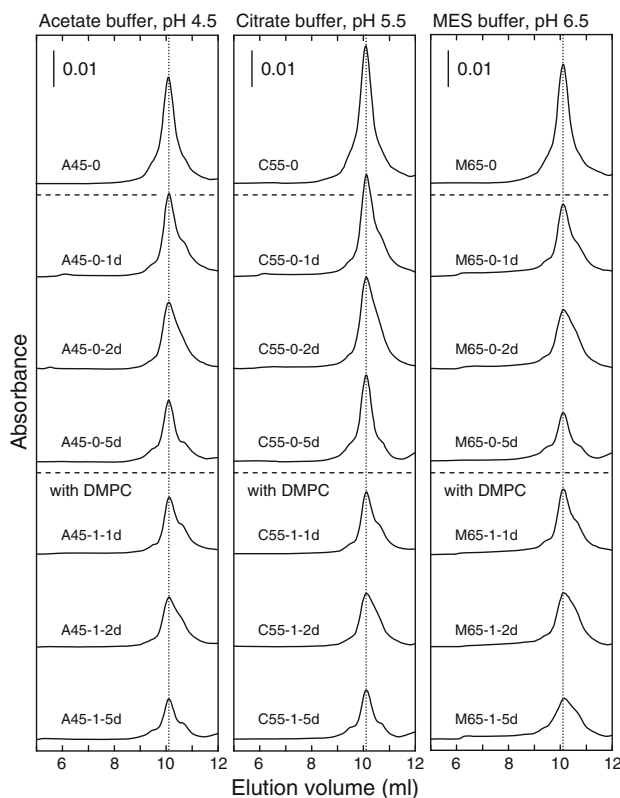 Acetate buffer, pH 4.5
Citrate buffer, pH 5.5
MES buffer, pH 6.5
0.01
0.01
0.01
A45-0
C55-0
M65-0
A45-0-1d
C55-0-1d
M65-0-1d
A45-0-2d
C55-0-2d
M65-0-2d
A45-0-5d
C55-0-5d
M65-0-5d
with DMPC
with DMPC
with DMPC
A45-1-1d
C55-1-1d
M65-1-1d
A45-1-2d
C55-1-2d
M65-1-2d
A45-1-5d
C55-1-5d
M65-1-5d
Absorbance
6 8 10 12
6 8 10 12
6 8 10 12
Elution volume (ml)